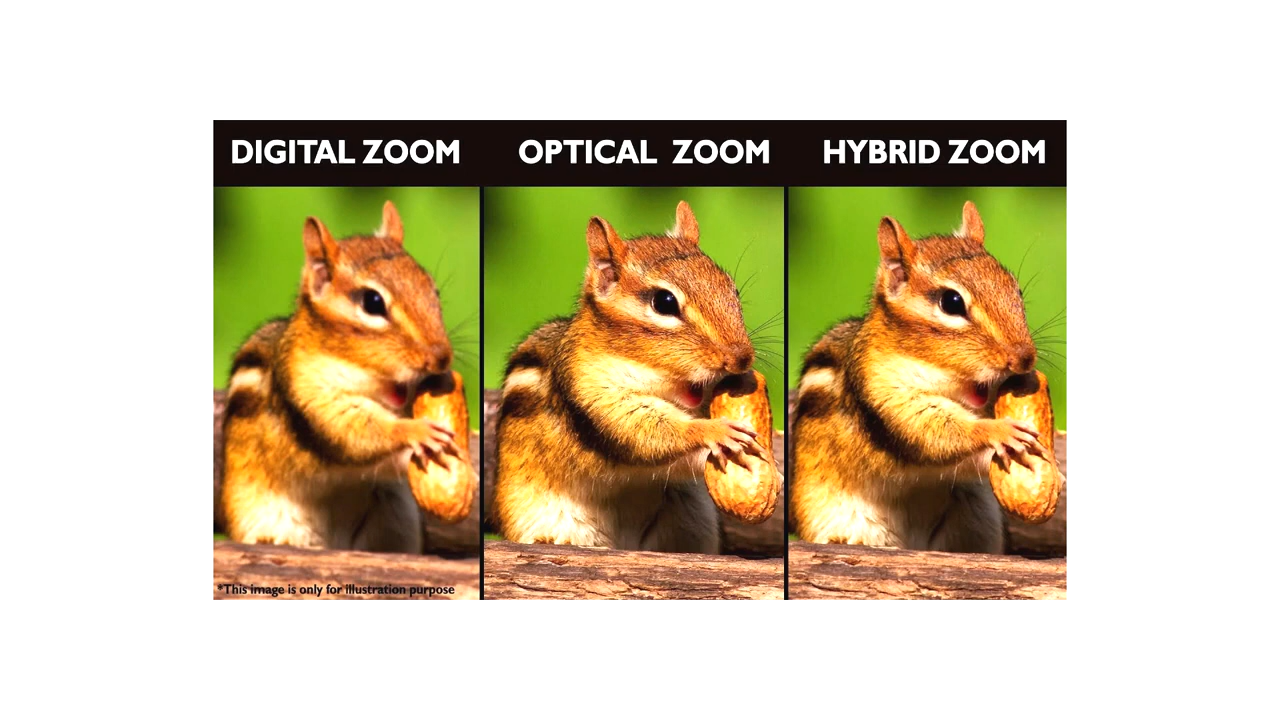 DIGITAL ZOOM
OPTICAL ZOOM
HYBRID ZOOM
*This image is only for illustration purpose